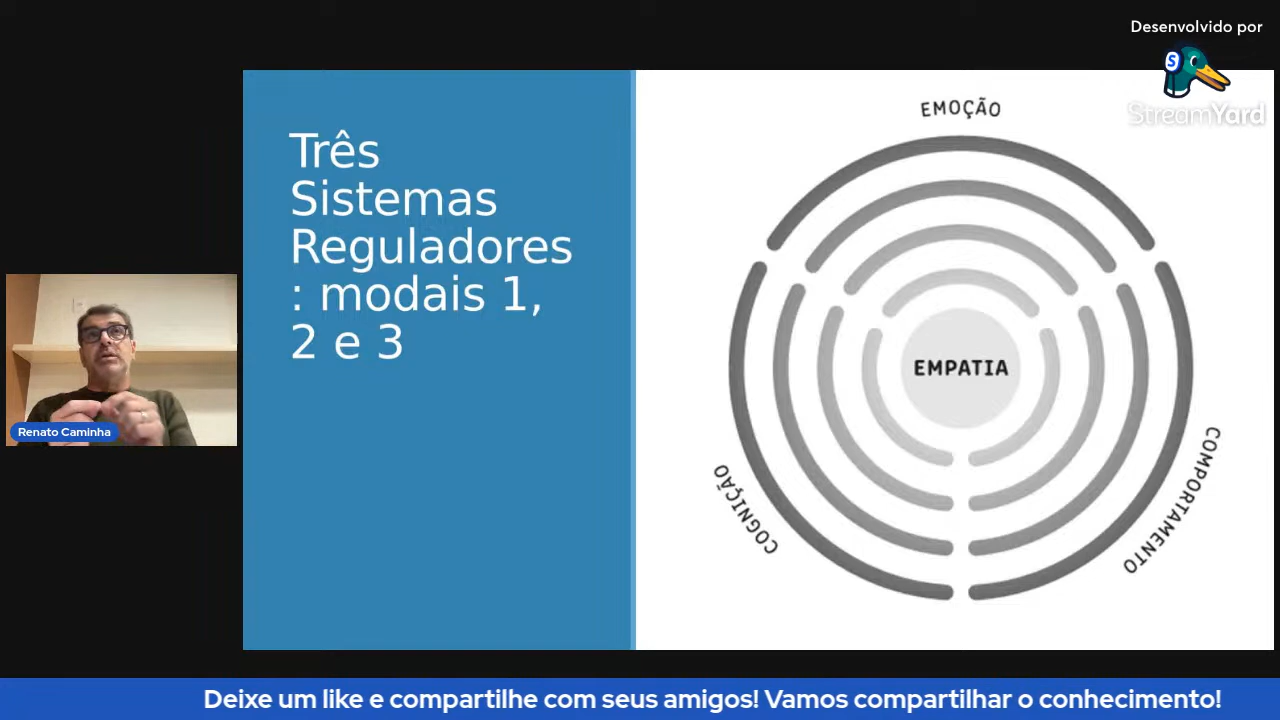 Desenvolvido por
StreamYard
Três
Sistemas
Reguladores
: modais 1,
2 e 3
EMOÇÃO
EMPATIA
COGNIÇÃO
COMPORTAMENTO
Renato Caminha
Deixe um like e compartilhe com seus amigos! Vamos compartilhar o conhecimento!